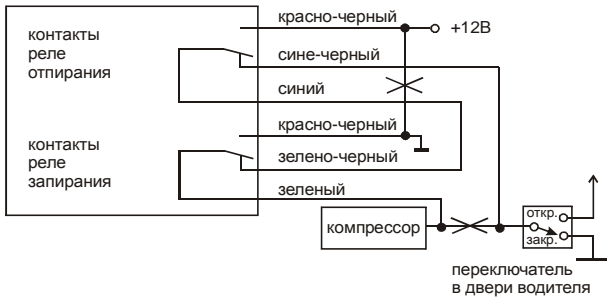 красно-черный
+12В
контакты
реле
отпирания
сине-черный
синий
красно-черный
контакты
реле
запирания
зелено-черный
зеленый
компрессор
откр.
закр.
переключатель
в двери водителя